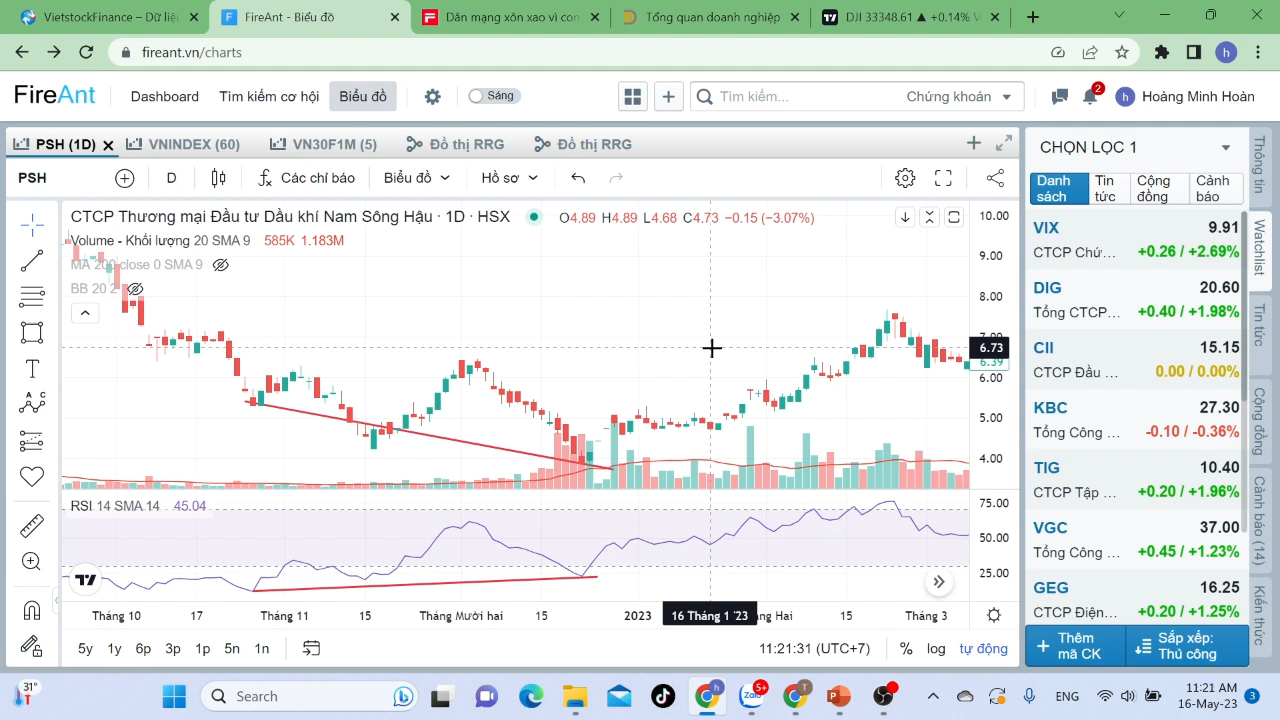 VietstockFinance – Dữ liệ
FireAnt - Biểu đồ
Dân mạng xôn xao vì con
Tổng quan doanh nghiệp
DJI 33348.61 ▲ +0.14%
fireant.vn/charts
h
FireAnt
Dashboard
Tìm kiếm cơ hội
Biểu đồ
Sáng
Tìm kiếm...
Chứng khoán
2
h
Hoàng Minh Hoàn
PSH (1D)
VNINDEX (60)
VN30F1M (5)
Đồ thị RRG
Đồ thị RRG
PSH
D
Các chỉ báo
Biểu đồ
Hồ sơ
CTCP Thương mại Đầu tư Dầu khí Nam Sông Hậu · 1D · HSX
O4.89 H4.89 L4.68 C4.73 −0.15 (−3.07%)
Volume - Khối lượng 20 SMA 9 585K 1.183M
MA 200 close 0 SMA 9
BB 20 2
10.00
9.00
8.00
7.00
6.73
6.39
6.00
5.00
4.00
RSI 14 SMA 14 45.04
75.00
50.00
25.00
Tháng 10
17
Tháng 11
15
Tháng Mười hai
15
2023
16 Tháng 1 '23
ng Hai
15
Tháng 3
5y
1y
6p
3p
1p
5n
1n
11:21:31 (UTC+7)
%
log
tự động
CHỌN LỌC 1
Danh sách
Tin tức
Cộng đồng
Cảnh báo
VIX 9.91
CTCP Chứ... +0.26 / +2.69%
DIG 20.60
Tổng CTCP... +0.40 / +1.98%
CII 15.15
CTCP Đầu ... 0.00 / 0.00%
KBC 27.30
Tổng Công ... -0.10 / -0.36%
TIG 10.40
CTCP Tập ... +0.20 / +1.96%
VGC 37.00
Tổng Công ... +0.45 / +1.23%
GEG 16.25
CTCP Điện... +0.20 / +1.25%
Thêm mã CK
Sắp xếp: Thủ công
Thông tin
Watchlist
Tin tức
Cộng đồng
Cảnh báo (14)
Kiến thức
31°
Search
h
Zalo
5+
T
ENG
11:21 AM
16-May-23
3